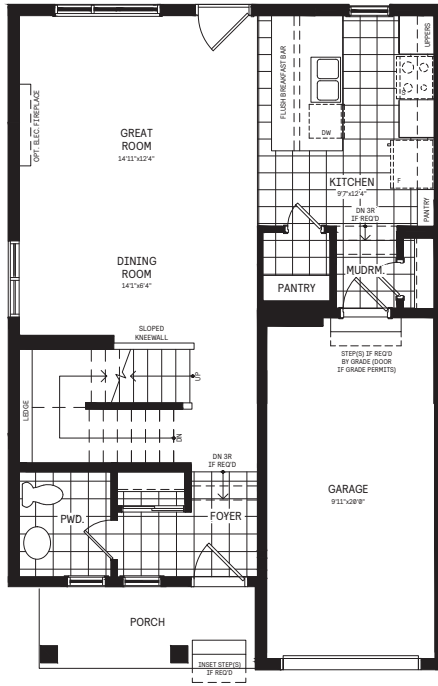 UPPERS
FLUSH BREAKFAST BAR
DW
OPT. ELEC. FIREPLACE
GREAT
ROOM
14'11"x12'4"
F
KITCHEN
9'7"x12'4"
PANTRY
DN 3R
IF REQ'D
DINING
ROOM
14'1"x6'4"
MUDRM.
PANTRY
SLOPED
KNEEWALL
STEP(S) IF REQ'D
BY GRADE (DOOR
IF GRADE PERMITS)
UP
LEDGE
DN
DN 3R
IF REQ'D
GARAGE
9'11"x20'0"
PWD.
FOYER
PORCH
INSET STEP(S)
IF REQ'D